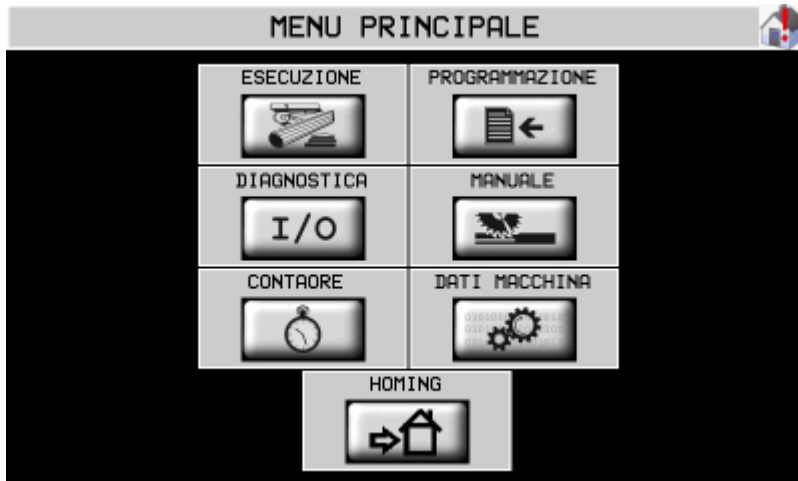 MENU PRINCIPALE
ESECUZIONE
PROGRAMMAZIONE
DIAGNOSTICA
MANUALE
I/O
CONTAORE
DATI MACCHINA
HOMING